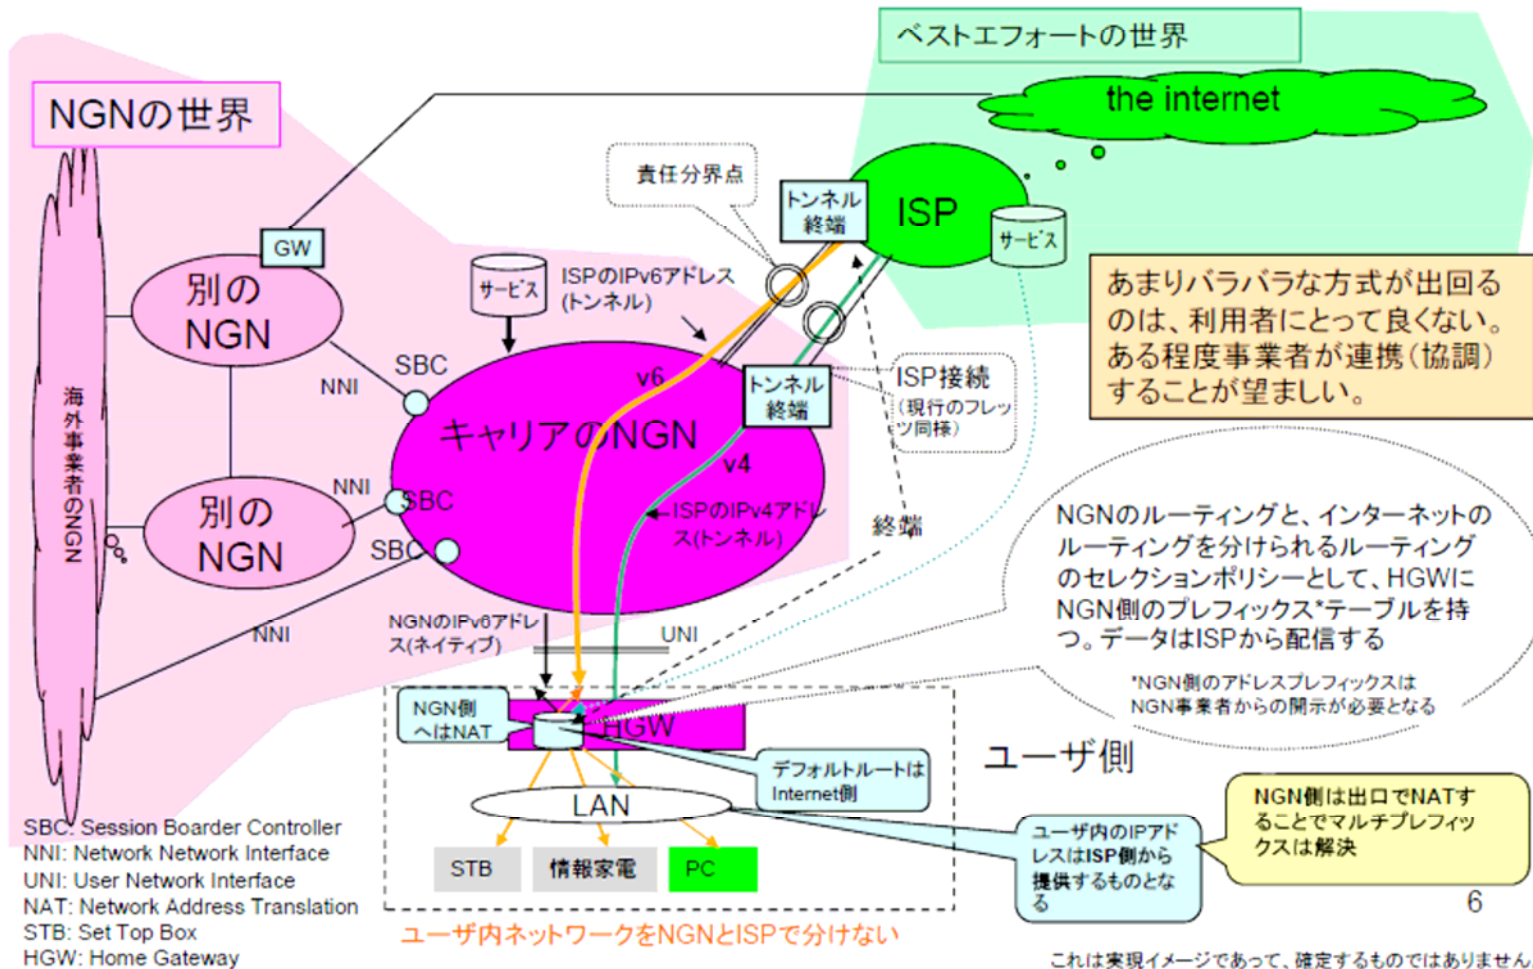 ベストエフォートの世界
NGNの世界
the internet
責任分界点
トンネル
終端
ISP
サービス
GW
別の
NGN
サービス
ISPのIPv6アドレス
(トンネル)
あまりバラバラな方式が出回る
のは、利用者にとって良くない。
ある程度事業者が連携(協調)
することが望ましい。
SBC
NNI
v6
トンネル
終端
ISP接続
(現行のフレッ
ツ同様)
海外事業者のNGN
キャリアのNGN
v4
別の
NGN
NNI
SBC
SBC
ISPのIPv4アドレ
ス(トンネル)
終端
NGNのルーティングと、インターネットの
ルーティングを分けられるルーティング
のセレクションポリシーとして、HGWに
NGN側のプレフィックス*テーブルを持
つ。データはISPから配信する
*NGN側のアドレスプレフィックスは
NGN事業者からの開示が必要となる
NNI
NGNのIPv6アドレ
ス(ネイティブ)
UNI
NGN側
へはNAT
HGW
デフォルトルートは
Internet側
ユーザ側
LAN
NGN側は出口でNATす
ることでマルチプレフィッ
クスは解決
ユーザ内のIPアド
レスはISP側から
提供するものとな
る
STB
情報家電
PC
SBC: Session Boarder Controller
NNI: Network Network Interface
UNI: User Network Interface
NAT: Network Address Translation
STB: Set Top Box
HGW: Home Gateway
ユーザ内ネットワークをNGNとISPで分けない
6
これは実現イメージであって、確定するものではありません